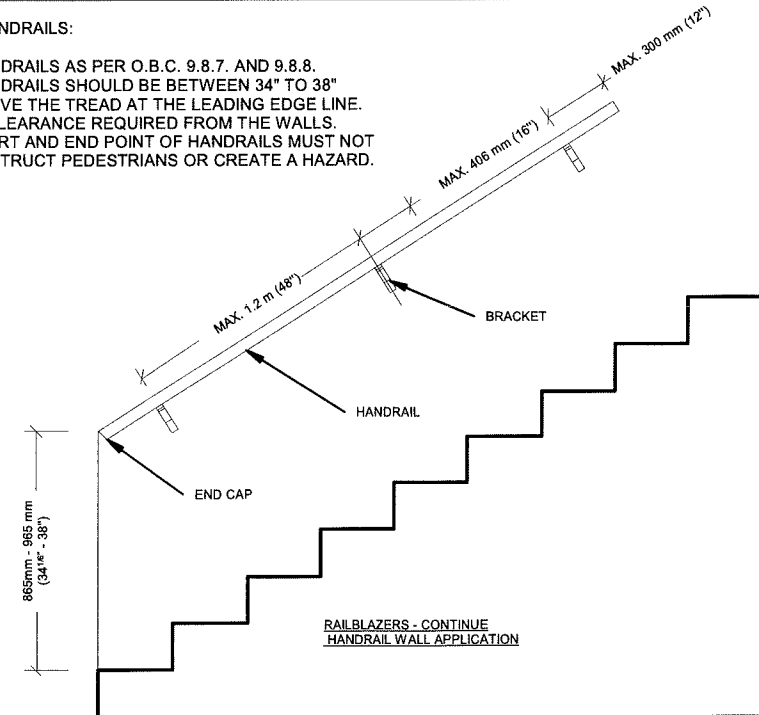 NDRAILS:
DRAILS AS PER O.B.C. 9.8.7. AND 9.8.8.
DRAILS SHOULD BE BETWEEN 34" TO 38"
VE THE TREAD AT THE LEADING EDGE LINE.
LEARANCE REQUIRED FROM THE WALLS.
RT AND END POINT OF HANDRAILS MUST NOT
TRUCT PEDESTRIANS OR CREATE A HAZARD.
MAX. 300 mm (12")
MAX. 406 mm (16")
MAX. 1.2 m (48")
BRACKET
HANDRAIL
END CAP
865mm - 965 mm
(34 1/6" - 38")
RAILBLAZERS - CONTINUE
HANDRAIL WALL APPLICATION